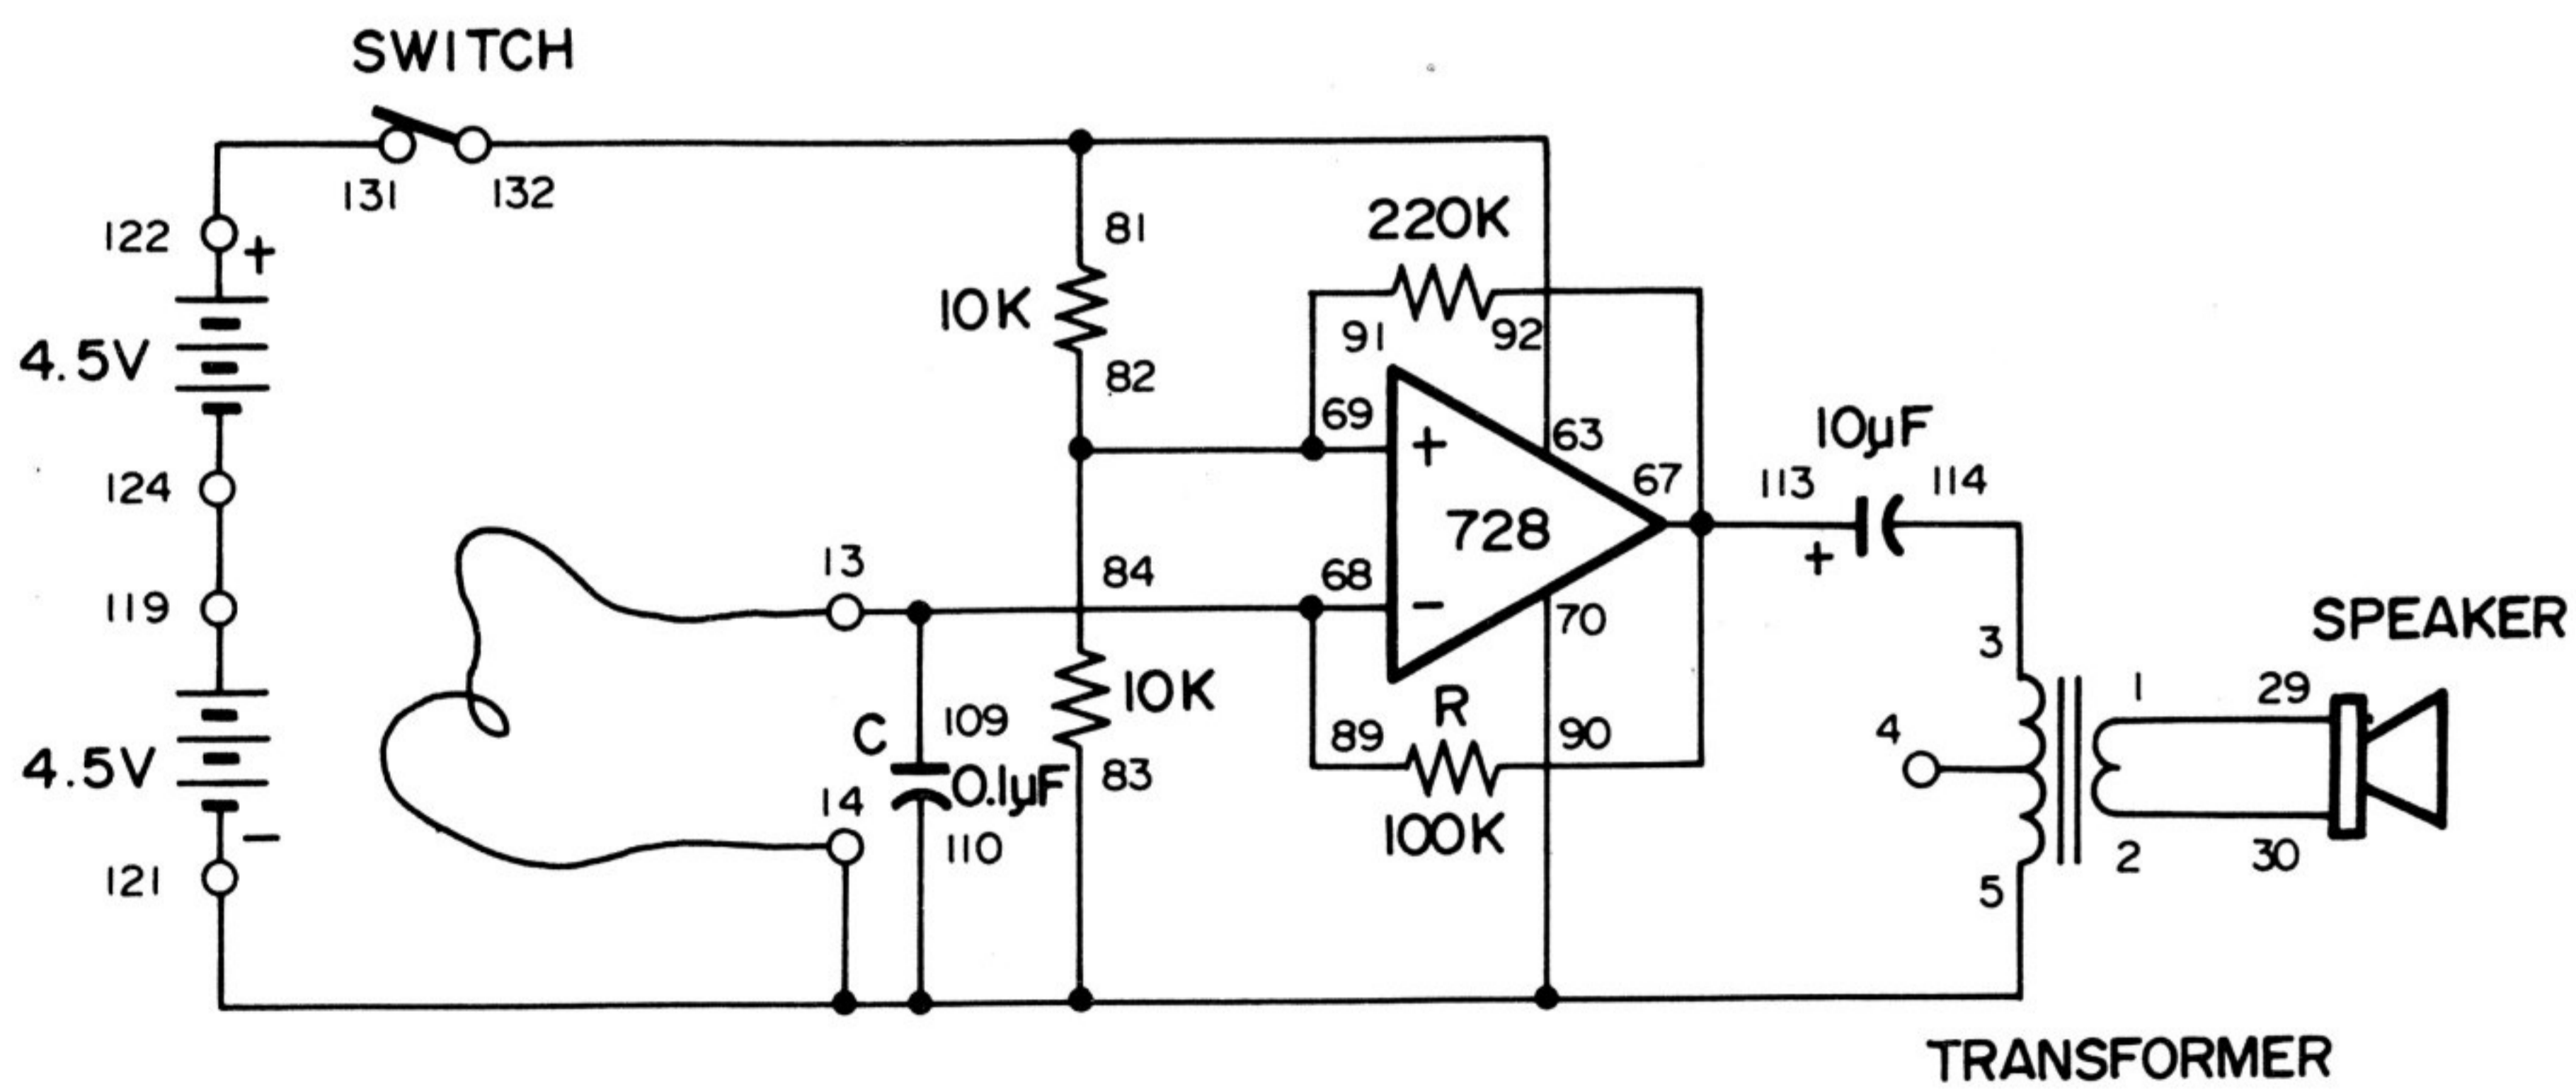 SWITCH
131
132
122
+
4.5V
124
119
4.5V
−
121
81
10K
82
220K
91
92
69
+
63
67
728
10µF
113
114
+
13
84
68
−
70
C
109
0.1µF
110
14
10K
83
89
R
90
100K
3
4
5
1
2
29
30
SPEAKER
TRANSFORMER